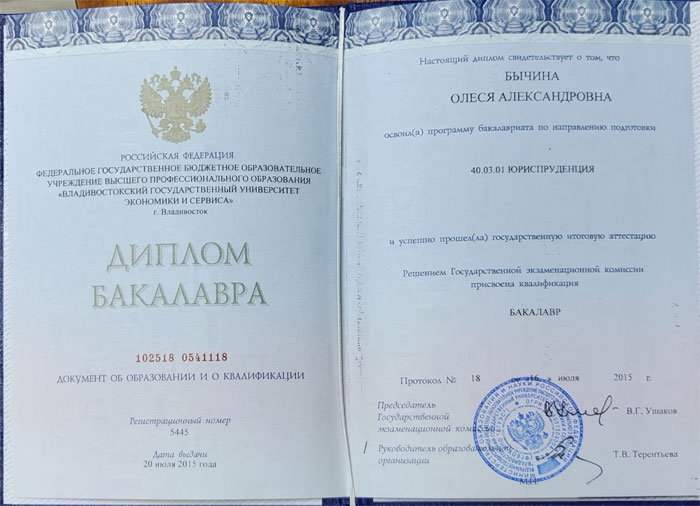 РОССИЙСКАЯ ФЕДЕРАЦИЯ
ФЕДЕРАЛЬНОЕ ГОСУДАРСТВЕННОЕ БЮДЖЕТНОЕ ОБРАЗОВАТЕЛЬНОЕ
УЧРЕЖДЕНИЕ ВЫСШЕГО ПРОФЕССИОНАЛЬНОГО ОБРАЗОВАНИЯ
«ВЛАДИВОСТОКСКИЙ ГОСУДАРСТВЕННЫЙ УНИВЕРСИТЕТ
ЭКОНОМИКИ И СЕРВИСА»
г. Владивосток
ДИПЛОМ
БАКАЛАВРА
102518 0541118
ДОКУМЕНТ ОБ ОБРАЗОВАНИИ И О КВАЛИФИКАЦИИ
Регистрационный номер
5445
Дата выдачи
20 июля 2015 года
Настоящий диплом свидетельствует о том, что
БЫЧИНА
ОЛЕСЯ АЛЕКСАНДРОВНА
освоил(а) программу бакалавриата по направлению подготовки
40.03.01 ЮРИСПРУДЕНЦИЯ
и успешно прошел(ла) государственную итоговую аттестацию
Решением Государственной экзаменационной комиссии
присвоена квалификация
БАКАЛАВР
Протокол № 18 от «16» июля 2015 г.
Председатель
Государственной
экзаменационной комиссии В.Г. Ушаков
Руководитель образовательной
организации Т.В. Терентьева
М.П.